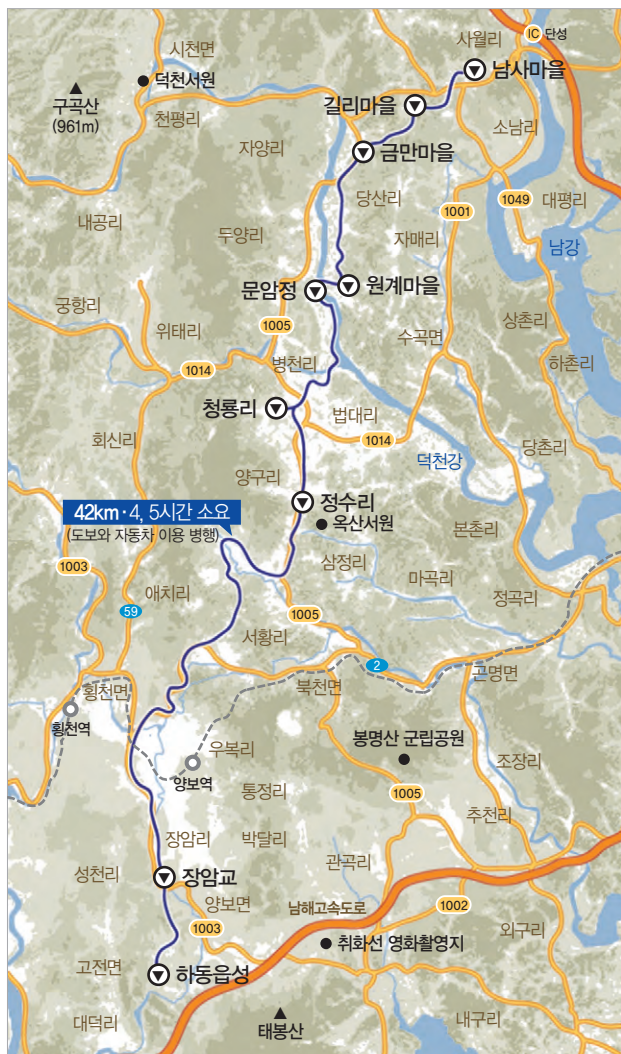 시천면
사월리
IC 단성
덕천서원
남사마을
구곡산
(961m)
길리마을
천평리
소남리
자양리
금만마을
당산리
1001
1049
대평리
내공리
두양리
자매리
남강
문암정
원계마을
궁항리
위태리
1005
수곡면
상촌리
1014
병천리
하촌리
청룡리
법대리
회신리
1014
덕천강
당촌리
양구리
42km·4, 5시간 소요
(도보와 자동차 이용 병행)
정수리
옥산서원
본촌리
1003
삼정리
마곡리
애치리
정곡리
59
1005
서황리
2
곤명면
횡천면
북천면
횡천역
우복리
봉명산 군립공원
양보역
조장리
통정리
1005
추천리
장암리
박달리
관곡리
성천리
장암교
양보면
남해고속도로
1002
1003
외구리
취화선 영화촬영지
고전면
하동읍성
대덕리
태봉산
내구리